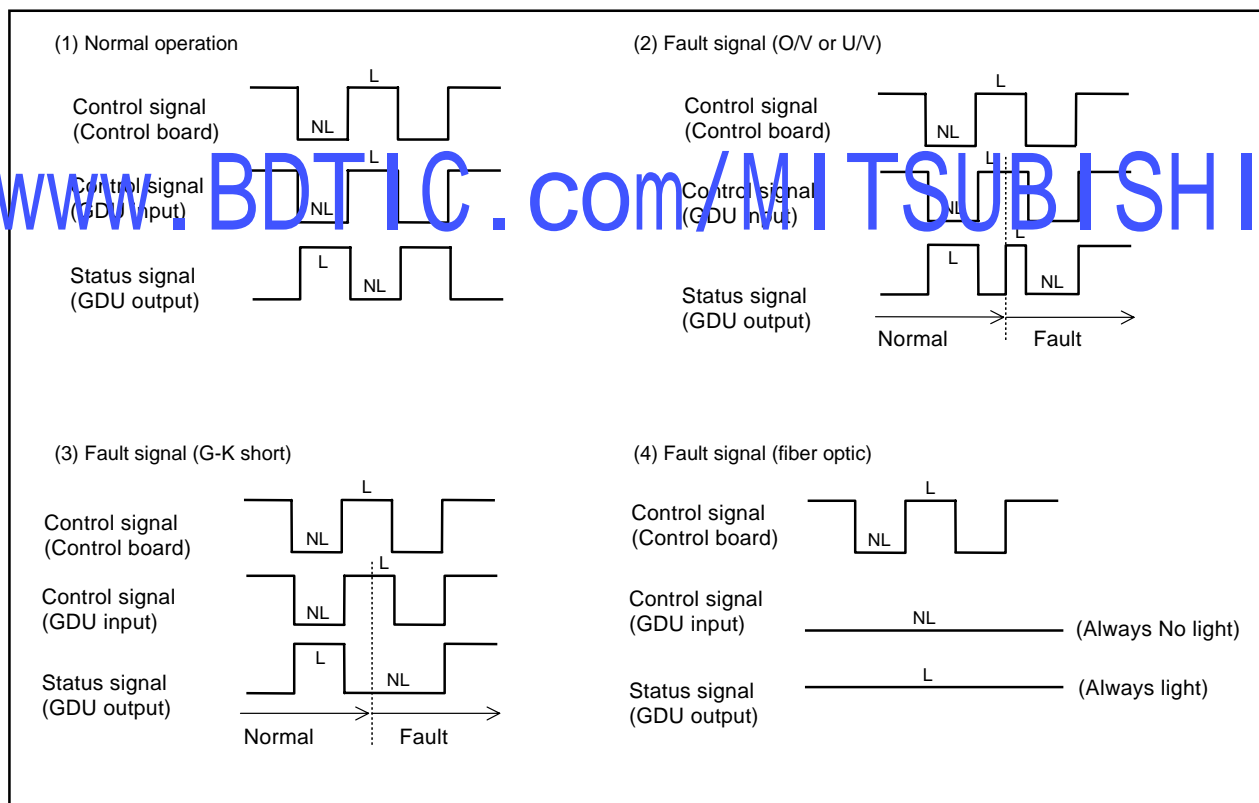 (1) Normal operation
L
Control signal
(Control board)
NL
L
Control signal
(GDU input)
NL
Status signal
(GDU output)
L
NL
(2) Fault signal (O/V or U/V)
L
Control signal
(Control board)
NL
L
Control signal
(GDU input)
NL
L
Status signal
(GDU output)
L
NL
Normal
Fault
www.BDTIC.com/MITSUBISHI
(3) Fault signal (G-K short)
L
Control signal
(Control board)
NL
L
Control signal
(GDU input)
NL
Status signal
(GDU output)
L
NL
Normal
Fault
(4) Fault signal (fiber optic)
L
Control signal
(Control board)
NL
Control signal
(GDU input)
NL
(Always No light)
Status signal
(GDU output)
L
(Always light)